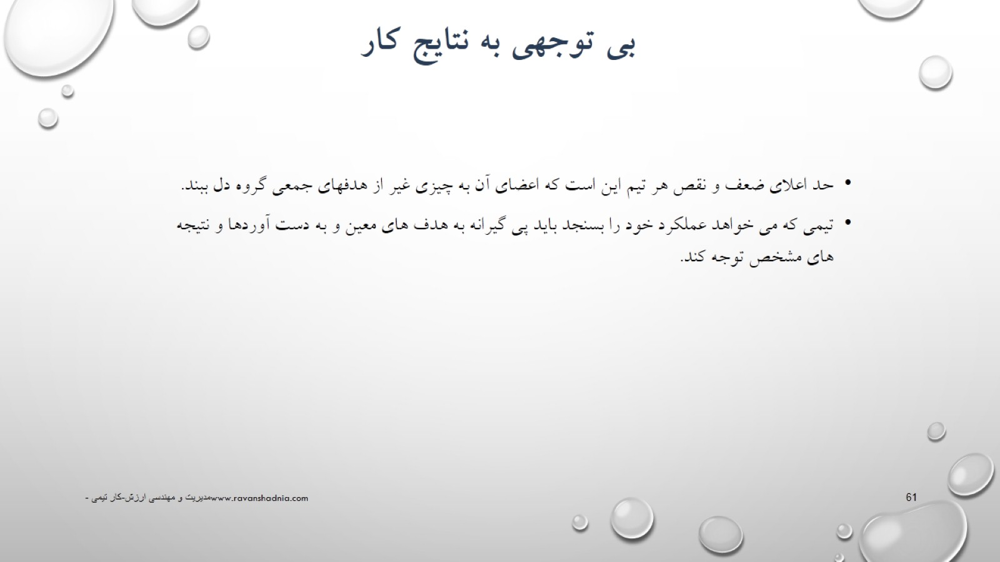 بی توجهی به نتایج کار
• حد اعلای ضعف و نقص هر تیم این است که اعضای آن به چیزی غیر از هدفهای جمعی گروه دل ببند.
• تیمی که می خواهد عملکرد خود را بسنجد باید پی گیرانه به هدف های معین و به دست آوردها و نتیجه
های مشخص توجه کند.
www.ravanshadnia.comمدیریت و مهندسی ارزش-کار تیمی -
61